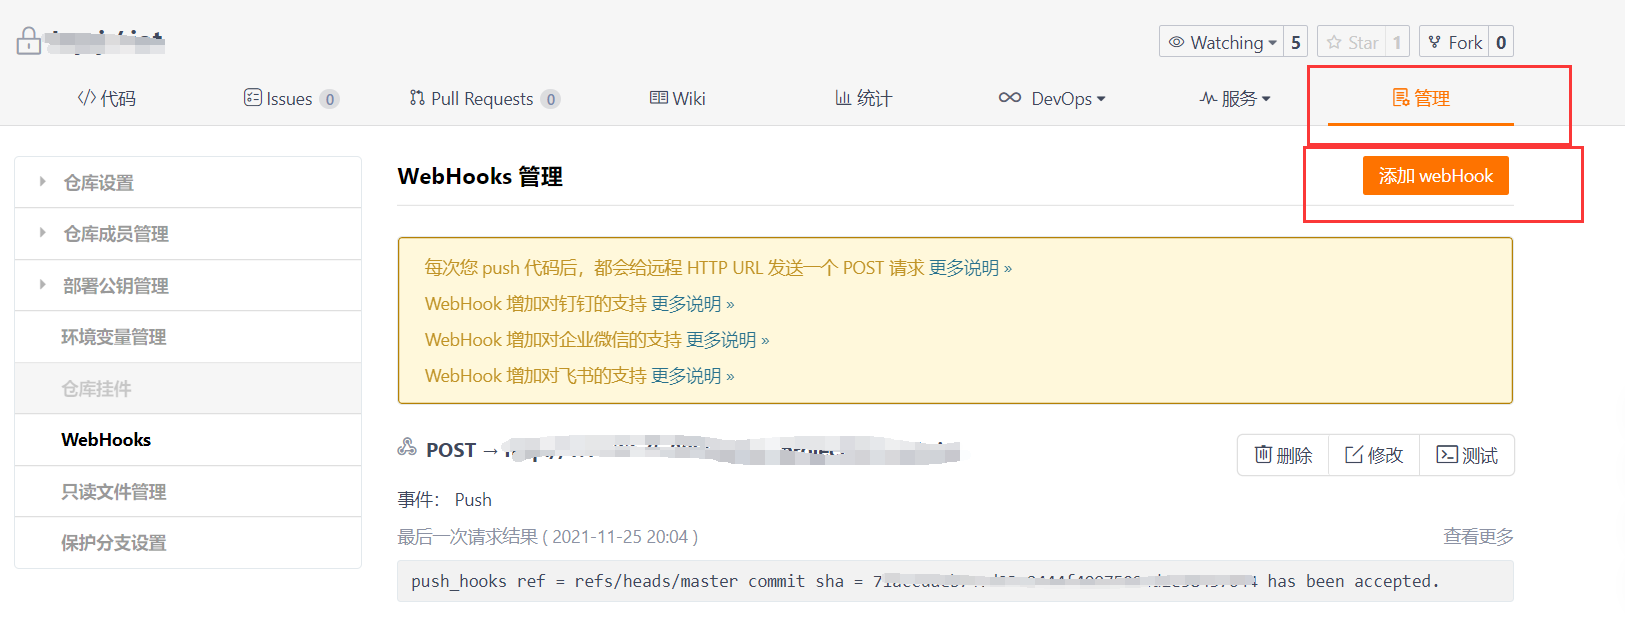 Watching 5 Star 1 Fork 0
代码 Issues 0 Pull Requests 0 Wiki 统计 DevOps 服务 管理
仓库设置
仓库成员管理
部署公钥管理
环境变量管理
仓库挂件
WebHooks
只读文件管理
保护分支设置
WebHooks 管理
添加 webHook
每次您 push 代码后，都会给远程 HTTP URL 发送一个 POST 请求 更多说明 »
WebHook 增加对钉钉的支持 更多说明 »
WebHook 增加对企业微信的支持 更多说明 »
WebHook 增加对飞书的支持 更多说明 »
POST →
删除 修改 测试
事件： Push
最后一次请求结果 ( 2021-11-25 20:04 )
查看更多
push_hooks ref = refs/heads/master commit sha = has been accepted.